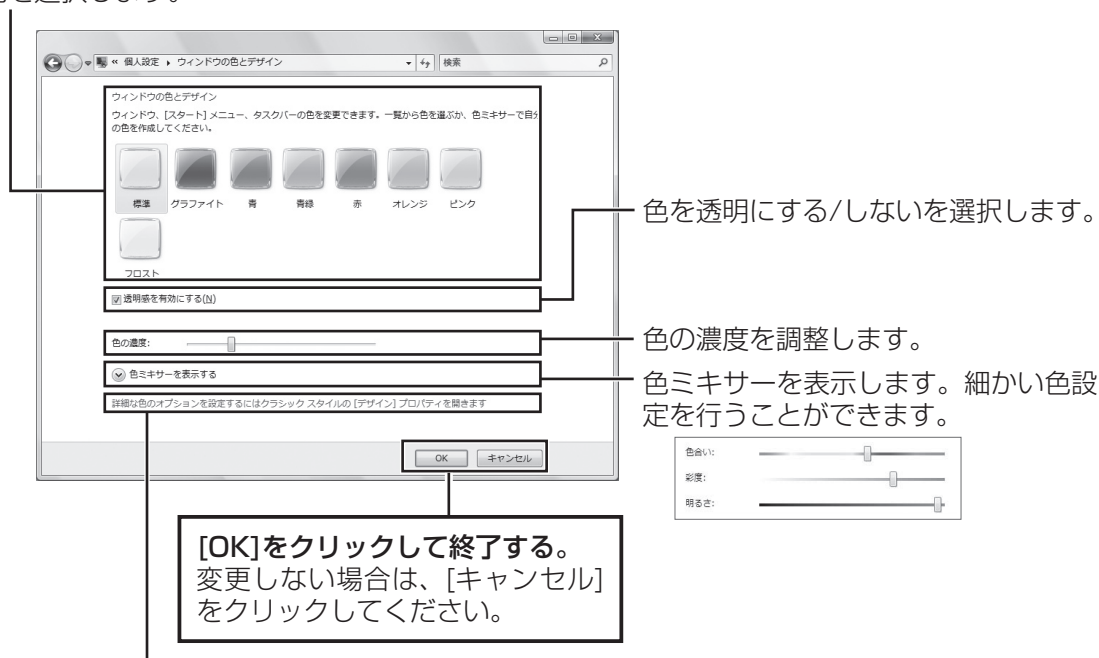 を選択します。
« 個人設定 ▸ ウィンドウの色とデザイン
検索
ウィンドウの色とデザイン
ウィンドウ、[スタート] メニュー、タスクバーの色を変更できます。一覧から色を選ぶか、色ミキサーで自分
の色を作成してください。
標準 グラファイト 青 青緑 赤 オレンジ ピンク
フロスト
色を透明にする/しないを選択します。
透明感を有効にする(N)
色の濃度:
色の濃度を調整します。
色ミキサーを表示する
色ミキサーを表示します。細かい色設
定を行うことができます。
詳細な色のオプションを設定するにはクラシック スタイルの [デザイン] プロパティを開きます
色合い:
彩度:
明るさ:
OK キャンセル
[OK]をクリックして終了する。
変更しない場合は、[キャンセル]
をクリックしてください。